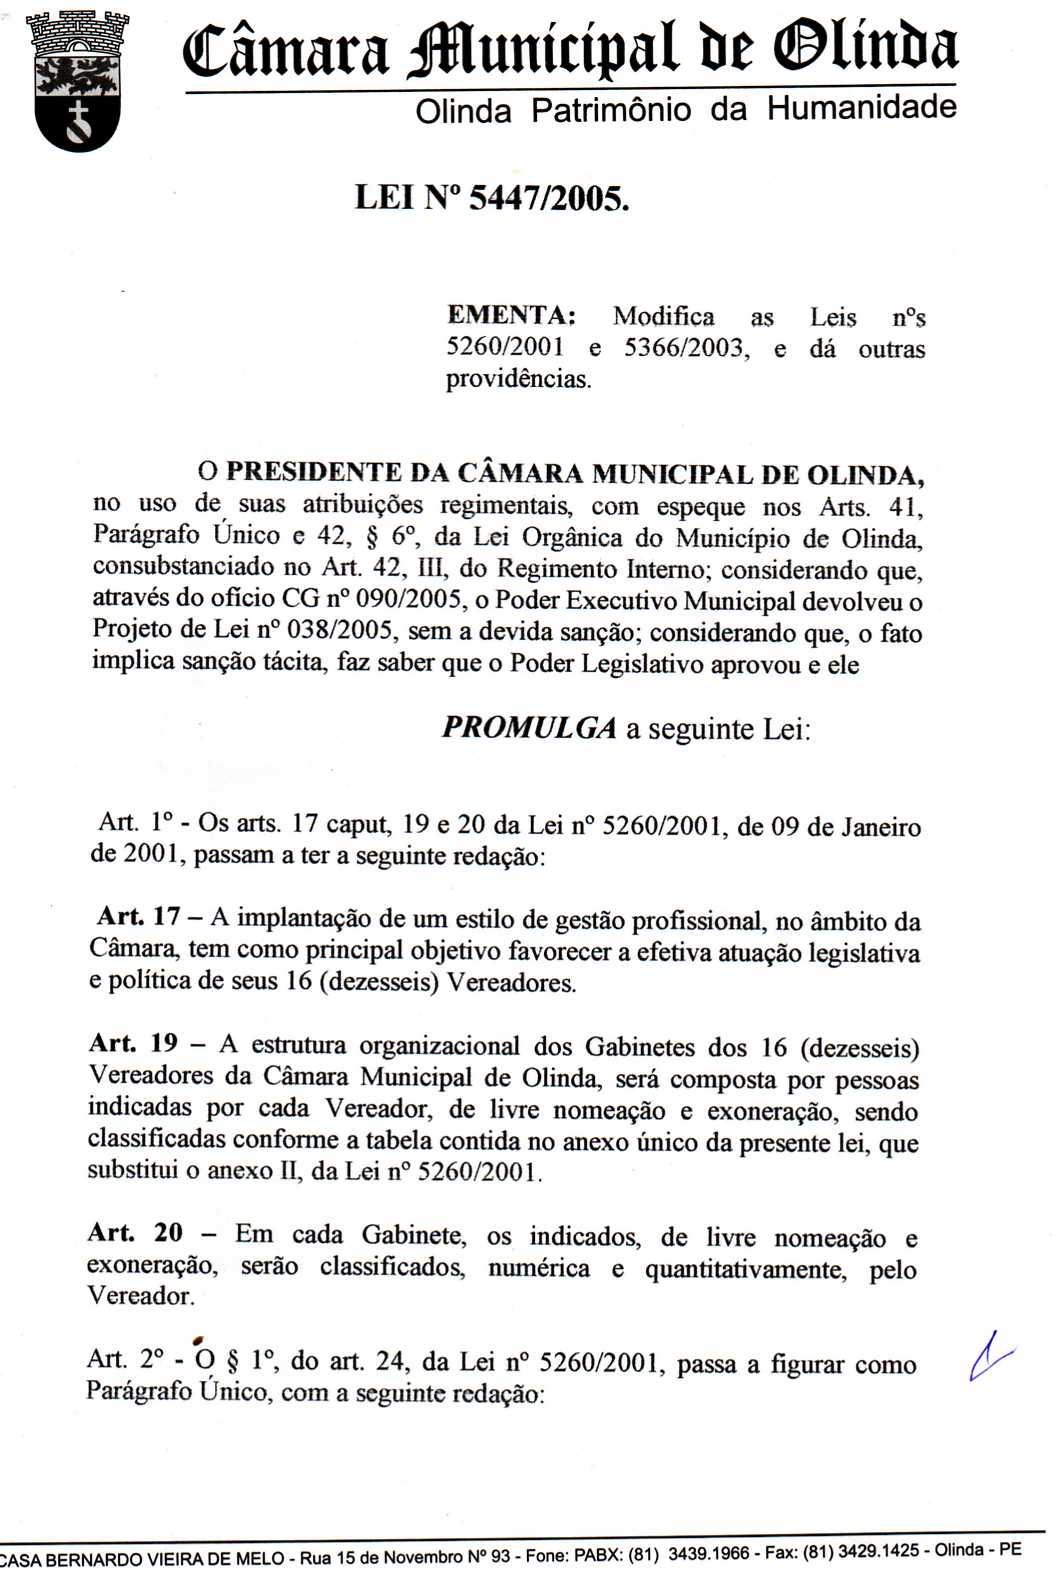 Câmara Municipal de Olinda
Olinda Patrimônio da Humanidade
LEI Nº 5447/2005.
EMENTA: Modifica as Leis nºs
5260/2001 e 5366/2003, e dá outras
providências.
O PRESIDENTE DA CÂMARA MUNICIPAL DE OLINDA,
no uso de suas atribuições regimentais, com espeque nos Arts. 41,
Parágrafo Único e 42, § 6º, da Lei Orgânica do Município de Olinda,
consubstanciado no Art. 42, III, do Regimento Interno; considerando que,
através do ofício CG nº 090/2005, o Poder Executivo Municipal devolveu o
Projeto de Lei nº 038/2005, sem a devida sanção; considerando que, o fato
implica sanção tácita, faz saber que o Poder Legislativo aprovou e ele
PROMULGA a seguinte Lei:
Art. 1º - Os arts. 17 caput, 19 e 20 da Lei nº 5260/2001, de 09 de Janeiro
de 2001, passam a ter a seguinte redação:
Art. 17 – A implantação de um estilo de gestão profissional, no âmbito da
Câmara, tem como principal objetivo favorecer a efetiva atuação legislativa
e política de seus 16 (dezesseis) Vereadores.
Art. 19 – A estrutura organizacional dos Gabinetes dos 16 (dezesseis)
Vereadores da Câmara Municipal de Olinda, será composta por pessoas
indicadas por cada Vereador, de livre nomeação e exoneração, sendo
classificadas conforme a tabela contida no anexo único da presente lei, que
substitui o anexo II, da Lei nº 5260/2001.
Art. 20 – Em cada Gabinete, os indicados, de livre nomeação e
exoneração, serão classificados, numérica e quantitativamente, pelo
Vereador.
Art. 2º - O § 1º, do art. 24, da Lei nº 5260/2001, passa a figurar como
Parágrafo Único, com a seguinte redação:
CASA BERNARDO VIEIRA DE MELO - Rua 15 de Novembro Nº 93 - Fone: PABX: (81) 3439.1966 - Fax: (81) 3429.1425 - Olinda - PE